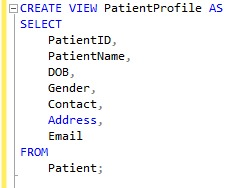 CREATE VIEW PatientProfile AS
SELECT
PatientID,
PatientName,
DOB,
Gender,
Contact,
Address,
Email
FROM
Patient;